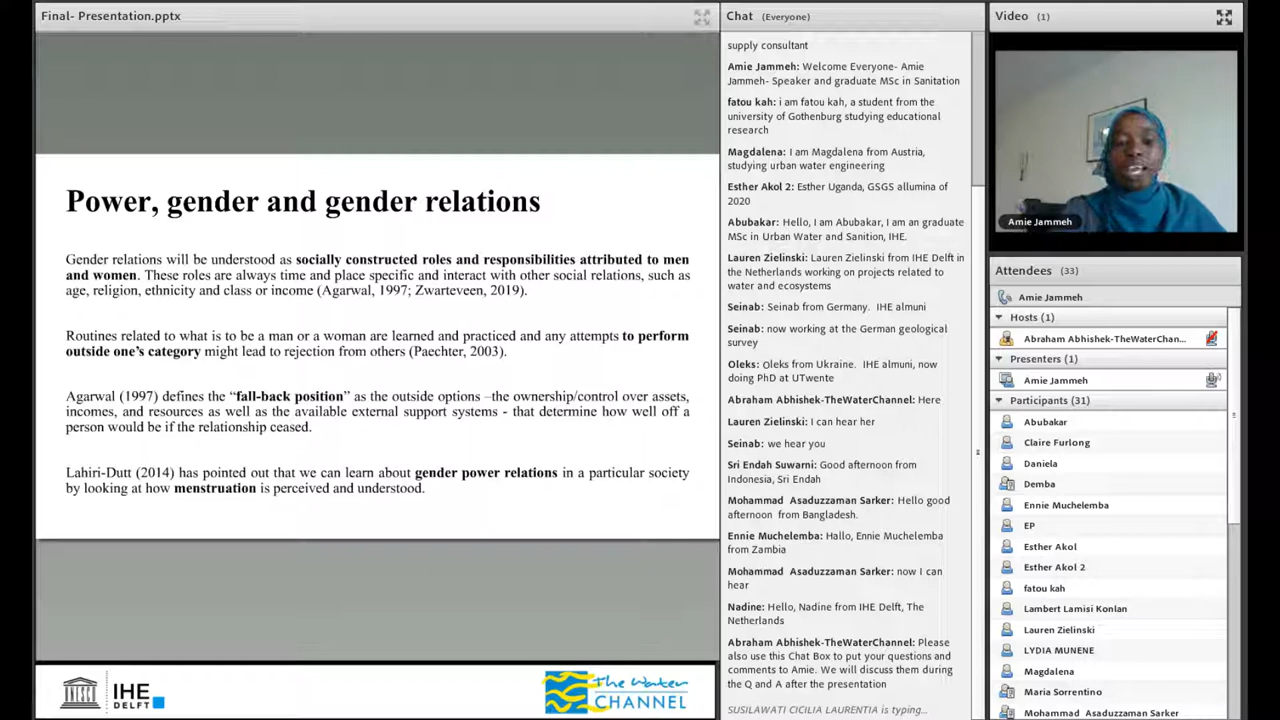 Final- Presentation.pptx
Power, gender and gender relations
Gender relations will be understood as socially constructed roles and responsibilities attributed to men
and women. These roles are always time and place specific and interact with other social relations, such as
age, religion, ethnicity and class or income (Agarwal, 1997; Zwarteveen, 2019).
Routines related to what is to be a man or a woman are learned and practiced and any attempts to perform
outside one's category might lead to rejection from others (Paechter, 2003).
Agarwal (1997) defines the “fall-back position” as the outside options –the ownership/control over assets,
incomes, and resources as well as the available external support systems - that determine how well off a
person would be if the relationship ceased.
Lahiri-Dutt (2014) has pointed out that we can learn about gender power relations in a particular society
by looking at how menstruation is perceived and understood.
IHE
DELFT
The Water
CHANNEL
Chat (Everyone)
supply consultant
Amie Jammeh: Welcome Everyone- Amie
Jammeh- Speaker and graduate MSc in Sanitation
fatou kah: i am fatou kah, a student from the
university of Gothenburg studying educational
research
Magdalena: I am Magdalena from Austria,
studying urban water engineering
Esther Akol 2: Esther Uganda, GSGS allumina of
2020
Abubakar: Hello, I am Abubakar, I am an graduate
MSc in Urban Water and Sanition, IHE.
Lauren Zielinski: Lauren Zielinski from IHE Delft in
the Netherlands working on projects related to
water and ecosystems
Seinab: Seinab from Germany. IHE almuni
Seinab: now working at the German geological
survey
Oleks: Oleks from Ukraine. IHE almuni, now
doing PhD at UTwente
Abraham Abhishek-TheWaterChannel: Here
Lauren Zielinski: I can hear her
Seinab: we hear you
Sri Endah Suwarni: Good afternoon from
Indonesia, Sri Endah
Mohammad Asaduzzaman Sarker: Hello good
afternoon from Bangladesh.
Ennie Muchelemba: Hallo, Ennie Muchelemba
from Zambia
Mohammad Asaduzzaman Sarker: now I can
hear
Nadine: Hello, Nadine from IHE Delft, The
Netherlands
Abraham Abhishek-TheWaterChannel: Please
also use this Chat Box to put your questions and
comments to Amie. We will discuss them during
the Q and A after the presentation
SUSILAWATI CICILIA LAURENTIA is typing...
Video (1)
Amie Jammeh
Attendees (33)
Amie Jammeh
Hosts (1)
Abraham Abhishek-TheWaterChan...
Presenters (1)
Amie Jammeh
Participants (31)
Abubakar
Claire Furlong
Daniela
Demba
Ennie Muchelemba
EP
Esther Akol
Esther Akol 2
fatou kah
Lambert Lamisi Konlan
Lauren Zielinski
LYDIA MUNENE
Magdalena
Maria Sorrentino
Mohammad Asaduzzaman Sarker